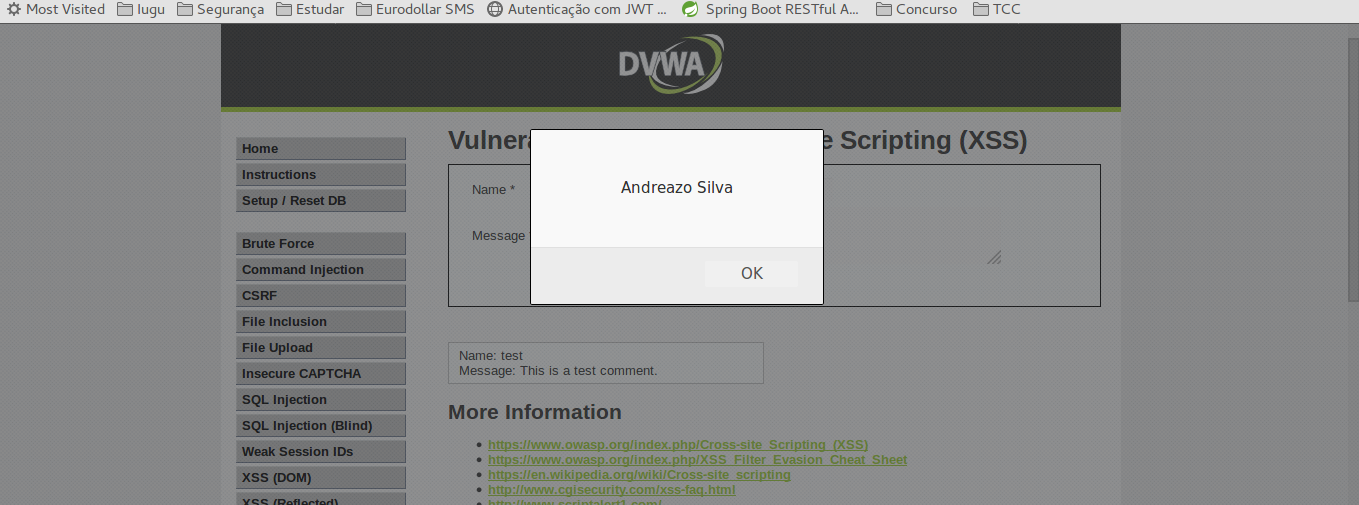 Most Visited Iugu Segurança Estudar Eurodollar SMS Autenticação com JWT ... Spring Boot RESTful A... Concurso TCC
DVWA
Vulnera e Scripting (XSS)
Home
Instructions
Setup / Reset DB
Brute Force
Command Injection
CSRF
File Inclusion
File Upload
Insecure CAPTCHA
SQL Injection
SQL Injection (Blind)
Weak Session IDs
XSS (DOM)
XSS (Reflected)
Name *
Message
Andreazo Silva
OK
Name: test
Message: This is a test comment.
More Information
https://www.owasp.org/index.php/Cross-site_Scripting_(XSS)
https://www.owasp.org/index.php/XSS_Filter_Evasion_Cheat_Sheet
https://en.wikipedia.org/wiki/Cross-site_scripting
http://www.cgisecurity.com/xss-faq.html
http://www.scriptalert1.com/